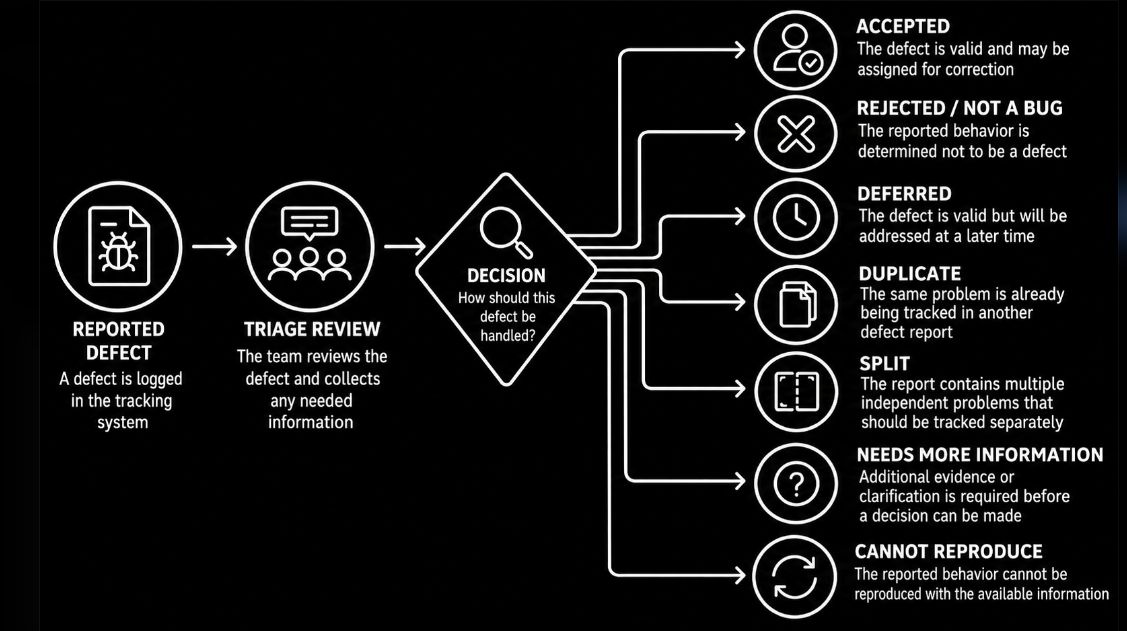 REPORTED
DEFECT
A defect is logged
in the tracking
system
TRIAGE REVIEW
The team reviews the
defect and collects
any needed
information
DECISION
How should this
defect be
handled?
ACCEPTED
The defect is valid and may be
assigned for correction
REJECTED / NOT A BUG
The reported behavior is
determined not to be a defect
DEFERRED
The defect is valid but will be
addressed at a later time
DUPLICATE
The same problem is already
being tracked in another
defect report
SPLIT
The report contains multiple
independent problems that
should be tracked separately
NEEDS MORE INFORMATION
Additional evidence or
clarification is required before
a decision can be made
?
CANNOT REPRODUCE
The reported behavior cannot be
reproduced with the available information